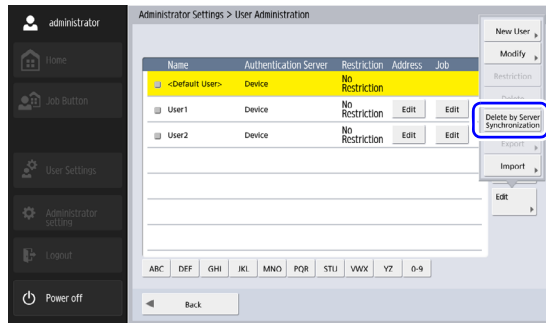 administrator
Home
Job Button
User Settings
Administrator
setting
Logout
Power off
Administrator Settings > User Administration
Name Authentication Server Restriction Address Job
<Default User> Device No
Restriction
User1 Device No
Restriction Edit Edit
User2 Device No
Restriction Edit Edit
ABC DEF GHI JKL MNO PQR STU VWX YZ 0-9
Back
New User
Modify
Restriction
Delete
Delete by Server
Synchronization
Export
Import
Edit